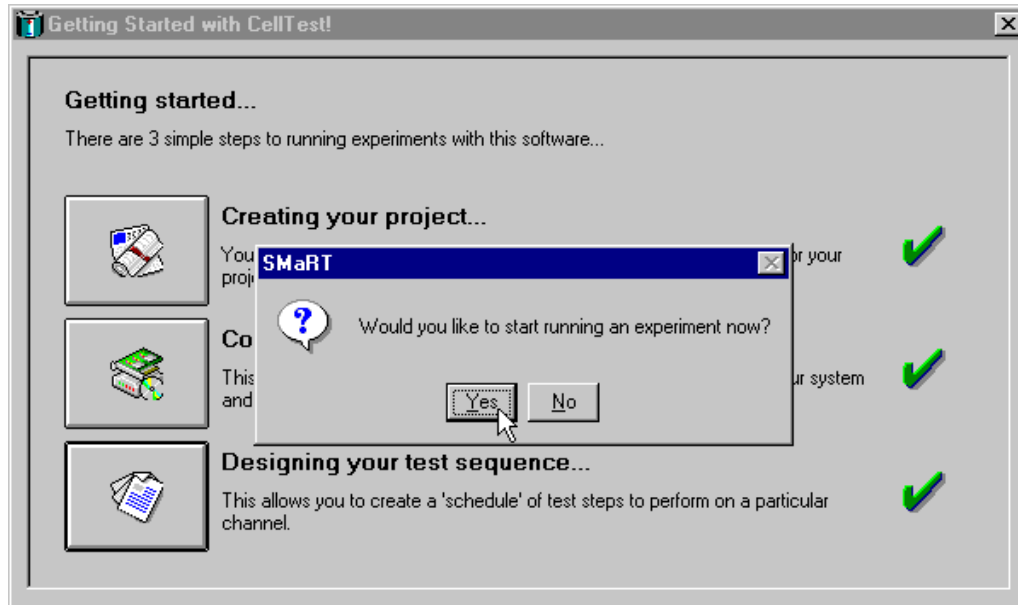 Getting Started with CellTest!
Getting started...
There are 3 simple steps to running experiments with this software...
Creating your project...
You
or your
proj
SMaRT
Would you like to start running an experiment now?
Yes
No
Co
This
ur system
and
Designing your test sequence...
This allows you to create a 'schedule' of test steps to perform on a particular
channel.